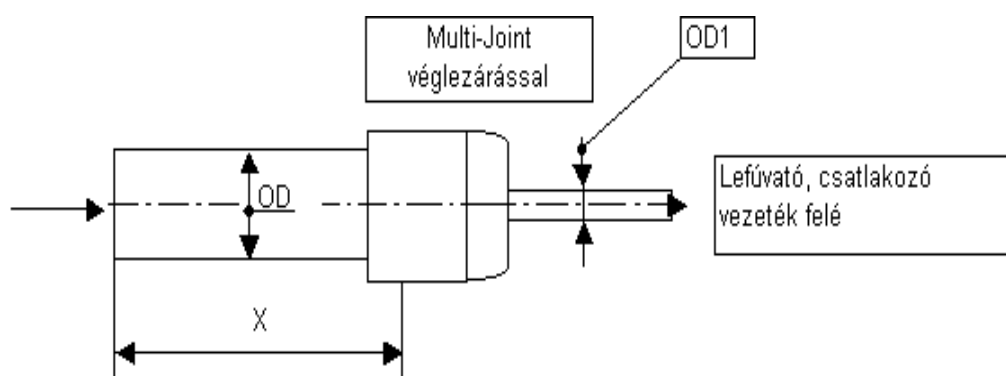 Multi-Joint
véglezárással
OD1
Lefúvató, csatlakozó
vezeték felé
OD
X